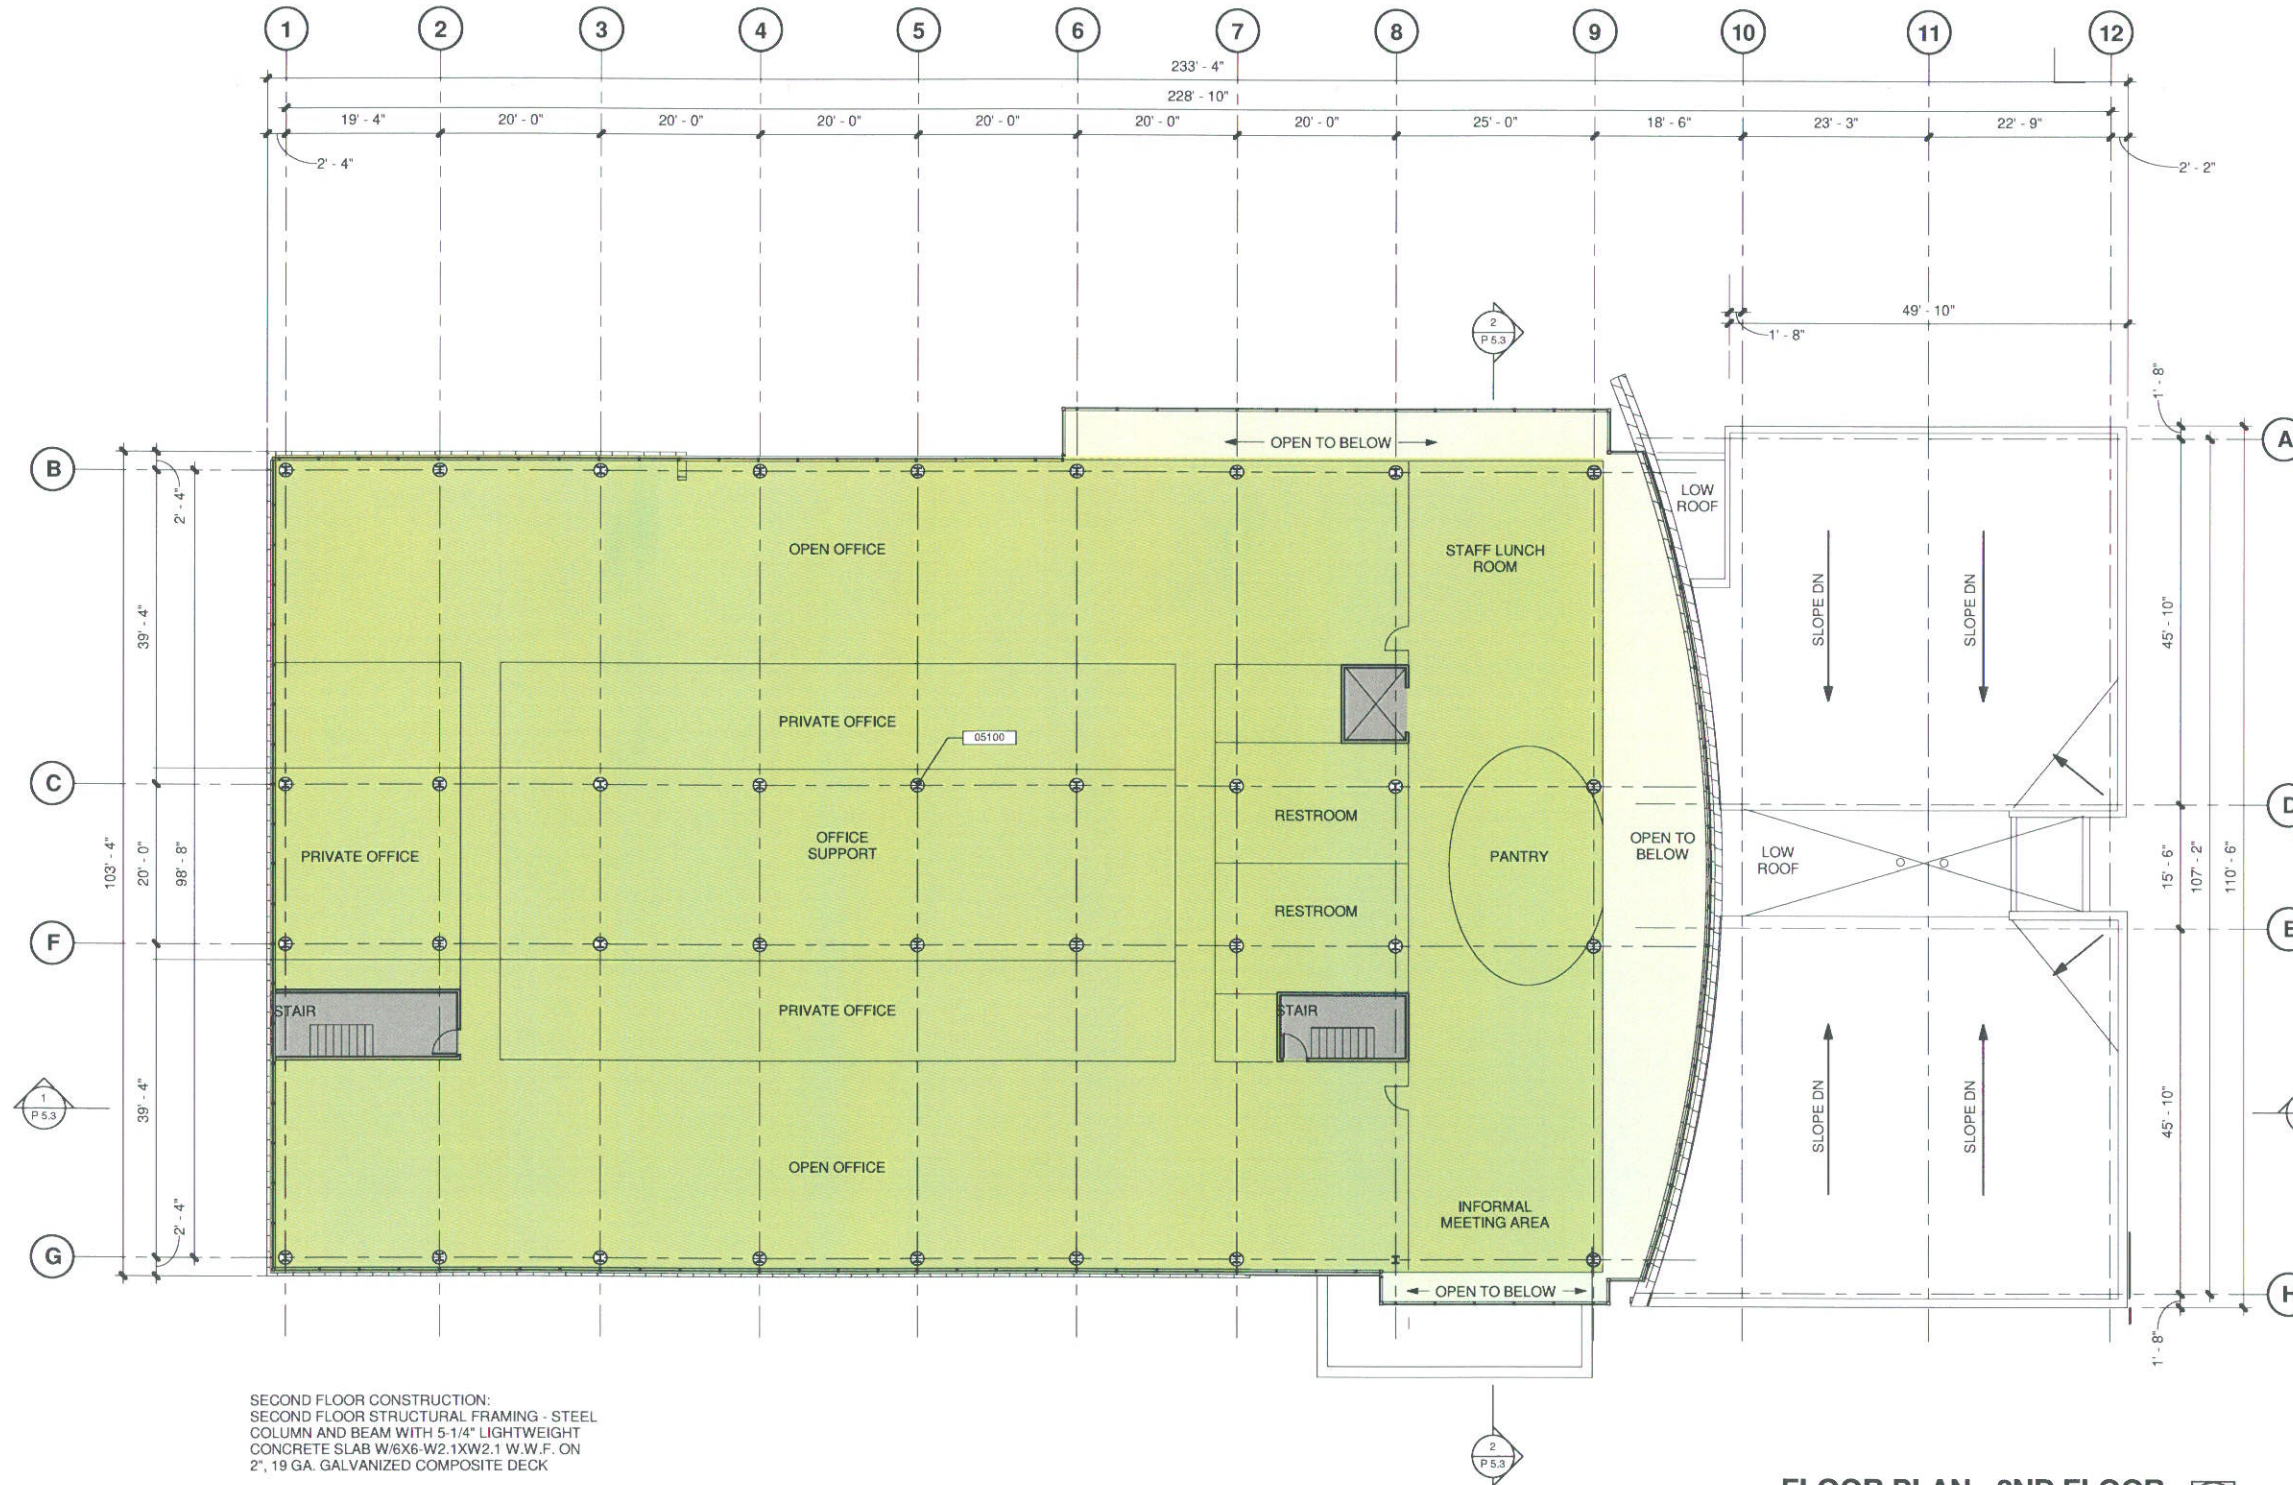 1 2 3 4 5 6 7 8 9 10 11 12
233' - 4"
228' - 10"
19' - 4" 20' - 0" 20' - 0" 20' - 0" 20' - 0" 20' - 0" 20' - 0" 25' - 0" 18' - 6" 23' - 3" 22' - 9"
2' - 4"
2' - 2"
49' - 10"
2
P 5.3
1' - 8"
1' - 8"
A
OPEN TO BELOW
B
2' - 4"
LOW
ROOF
OPEN OFFICE
STAFF LUNCH
ROOM
39' - 4"
SLOPE DN
SLOPE DN
45' - 10"
PRIVATE OFFICE
05100
C
D
RESTROOM
103' - 4"
20' - 0"
98' - 8"
PRIVATE OFFICE
OFFICE
SUPPORT
PANTRY
OPEN TO
BELOW
LOW
ROOF
15' - 6"
107' - 2"
110' - 6"
RESTROOM
F
E
STAIR
PRIVATE OFFICE
STAIR
1
P 5.3
39' - 4"
SLOPE DN
SLOPE DN
45' - 10"
OPEN OFFICE
INFORMAL
MEETING AREA
2' - 4"
G
OPEN TO BELOW
H
1' - 8"
SECOND FLOOR CONSTRUCTION:
SECOND FLOOR STRUCTURAL FRAMING - STEEL
COLUMN AND BEAM WITH 5-1/4" LIGHTWEIGHT
CONCRETE SLAB W/6X6-W2.1XW2.1 W.W.F. ON
2", 19 GA. GALVANIZED COMPOSITE DECK
2
P 5.3
FLOOR PLAN - 2ND FLOOR